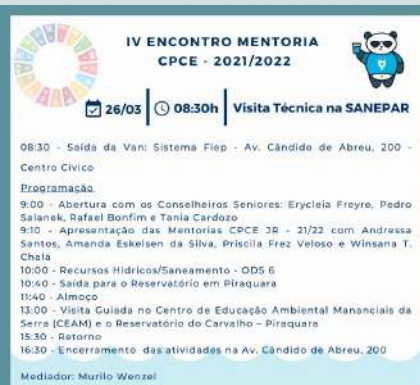 IV ENCONTRO MENTORIA
CPCE - 2021/2022
26/03
08:30h
Visita Técnica na SANEPAR
08:30 - Saída da Van: Sistema Fiep - Av. Cândido de Abreu, 200 -
Centro Cívico
Programação
9:00 - Abertura com os Conselheiros Seniores: Erycleia Freyre, Pedro
Salanek, Rafael Bonfim e Tania Cardozo
9:10 - Apresentação das Mentorias CPCE JR - 21/22 com Andressa
Santos, Amanda Eskelsen da Silva, Priscila Frez Veloso e Winsana T.
Chala
10:00 - Recursos Hídricos/Saneamento - ODS 6
10:40 - Saída para o Reservatório em Piraquara
11:40 - Almoço
13:00 - Visita Guiada no Centro de Educação Ambiental Mananciais da
Serra (CEAM) e o Reservatório do Carvalho – Piraquara
15:30 - Retorno
16:30 - Encerramento das atividades na Av. Cândido de Abreu, 200
Mediador: Murilo Wenzel